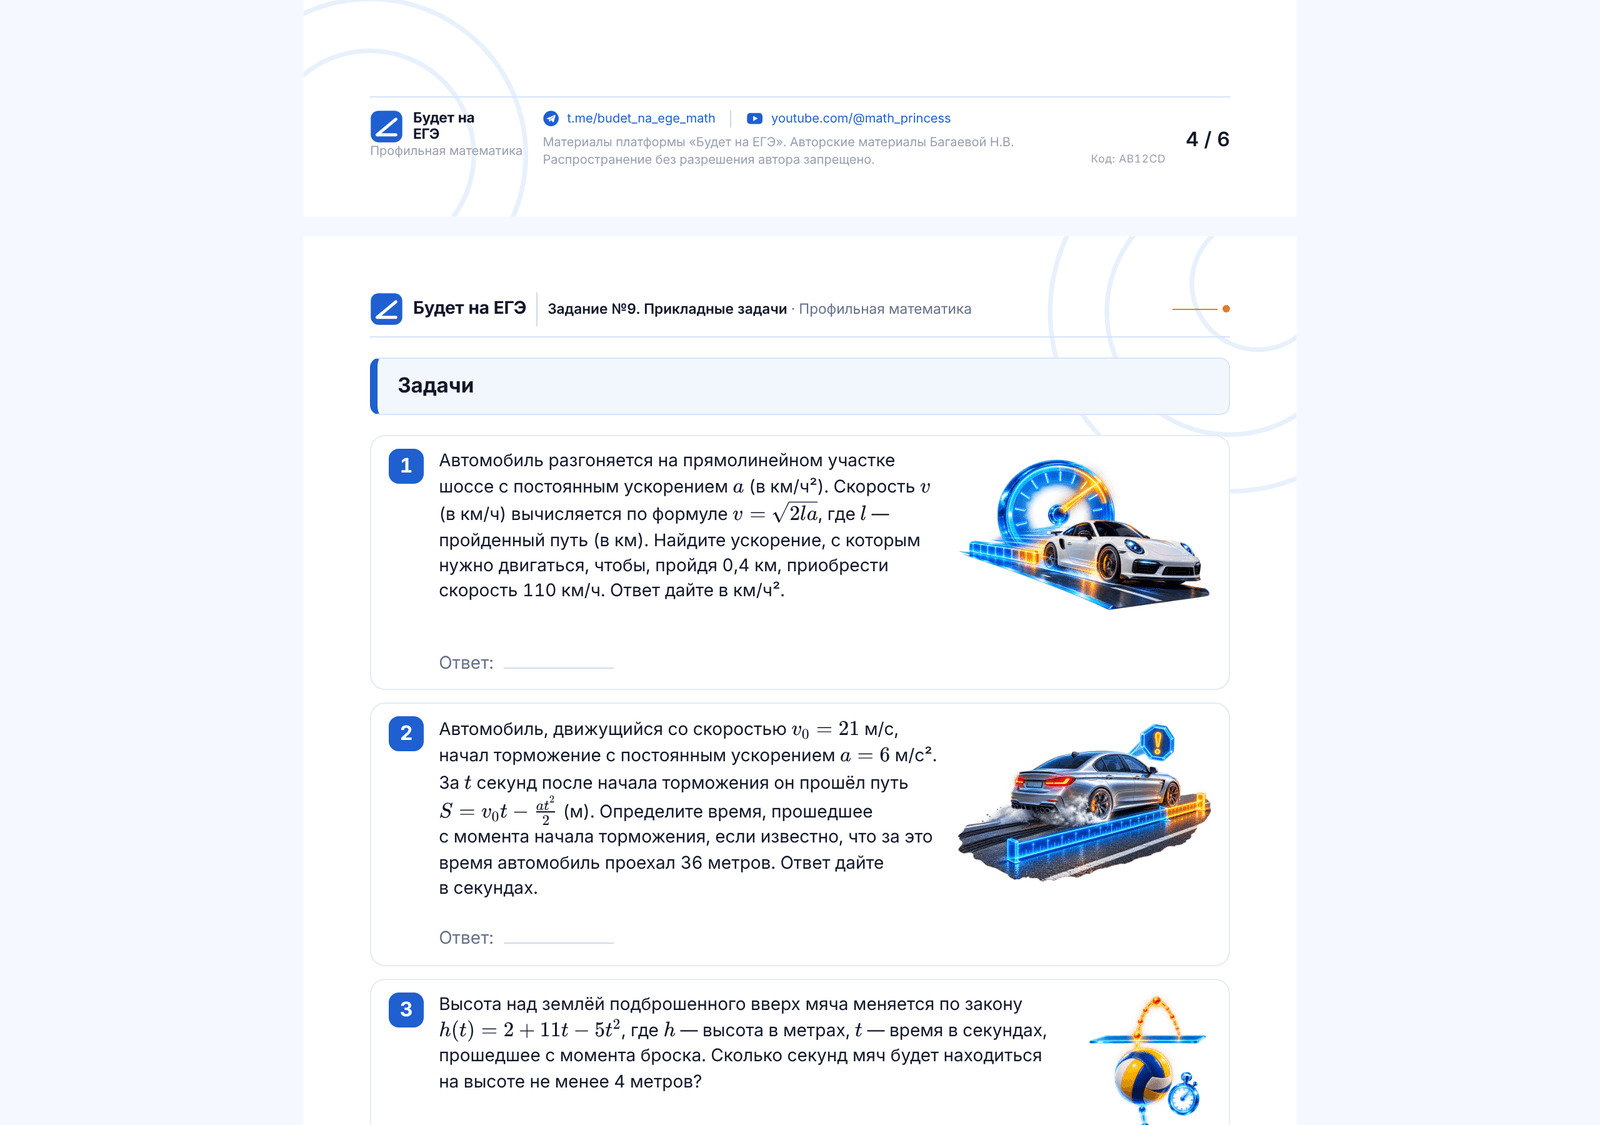 Будет на
ЕГЭ
Профильная математика
t.me/budet_na_ege_math
youtube.com/@math_princess
Материалы платформы «Будет на ЕГЭ». Авторские материалы Багаевой Н.В.
Распространение без разрешения автора запрещено.
Код: AB12CD
4 / 6
Будет на ЕГЭ
Задание №9. Прикладные задачи · Профильная математика
Задачи
1
Автомобиль разгоняется на прямолинейном участке
шоссе с постоянным ускорением a (в км/ч²). Скорость v
(в км/ч) вычисляется по формуле v = √2la, где l —
пройденный путь (в км). Найдите ускорение, с которым
нужно двигаться, чтобы, пройдя 0,4 км, приобрести
скорость 110 км/ч. Ответ дайте в км/ч².
Ответ:
2
Автомобиль, движущийся со скоростью v₀ = 21 м/с,
начал торможение с постоянным ускорением a = 6 м/с².
За t секунд после начала торможения он прошёл путь
S = v₀t − at²/2 (м). Определите время, прошедшее
с момента начала торможения, если известно, что за это
время автомобиль проехал 36 метров. Ответ дайте
в секундах.
Ответ:
3
Высота над землёй подброшенного вверх мяча меняется по закону
h(t) = 2 + 11t − 5t², где h — высота в метрах, t — время в секундах,
прошедшее с момента броска. Сколько секунд мяч будет находиться
на высоте не менее 4 метров?